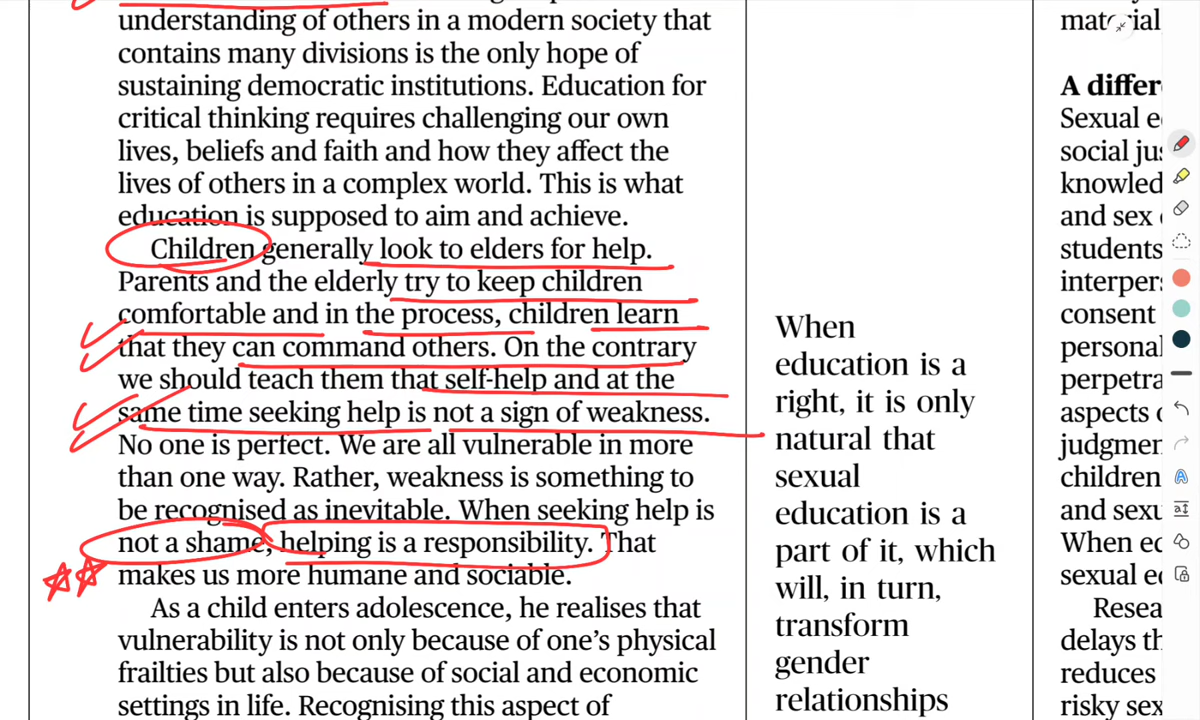 understanding of others in a modern society that
contains many divisions is the only hope of
sustaining democratic institutions. Education for
critical thinking requires challenging our own
lives, beliefs and faith and how they affect the
lives of others in a complex world. This is what
education is supposed to aim and achieve.
Children generally look to elders for help.
Parents and the elderly try to keep children
comfortable and in the process, children learn
that they can command others. On the contrary
we should teach them that self-help and at the
same time seeking help is not a sign of weakness.
No one is perfect. We are all vulnerable in more
than one way. Rather, weakness is something to
be recognised as inevitable. When seeking help is
not a shame, helping is a responsibility. That
makes us more humane and sociable.
As a child enters adolescence, he realises that
vulnerability is not only because of one's physical
frailties but also because of social and economic
settings in life. Recognising this aspect of
When
education is a
right, it is only
natural that
sexual
education is a
part of it, which
will, in turn,
transform
gender
relationships
A differ
Sexual e
social jus
knowled
and sex
students
interpers
consent
personal
perpetra
aspects
judgmen
children
and sexu
When ed
sexual ed
Resea
delays th
reduces
risky sex